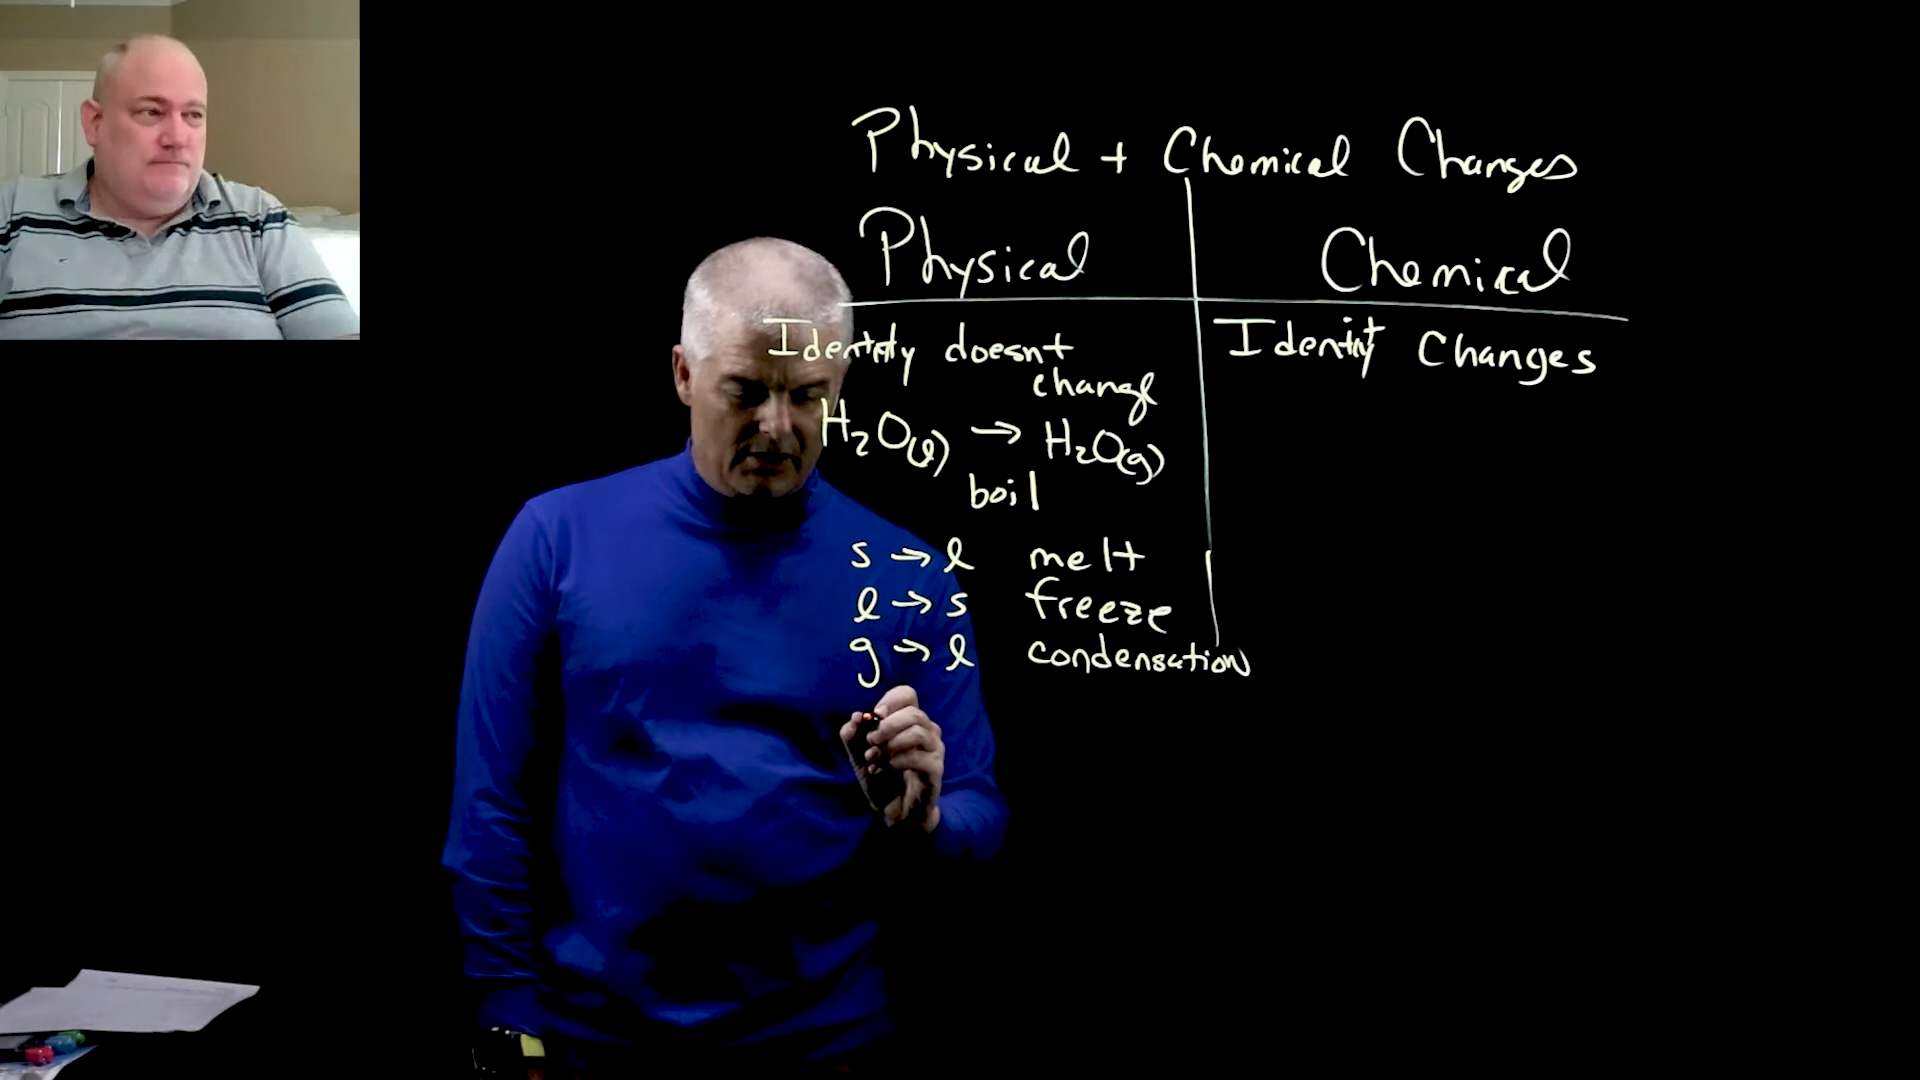 Physical + Chemical Changes
Physical
Chemical
Identity doesnt
change
Identity Changes
H₂O(l) → H₂O(g)
boil
s → l melt
l → s freeze
g → l condensation